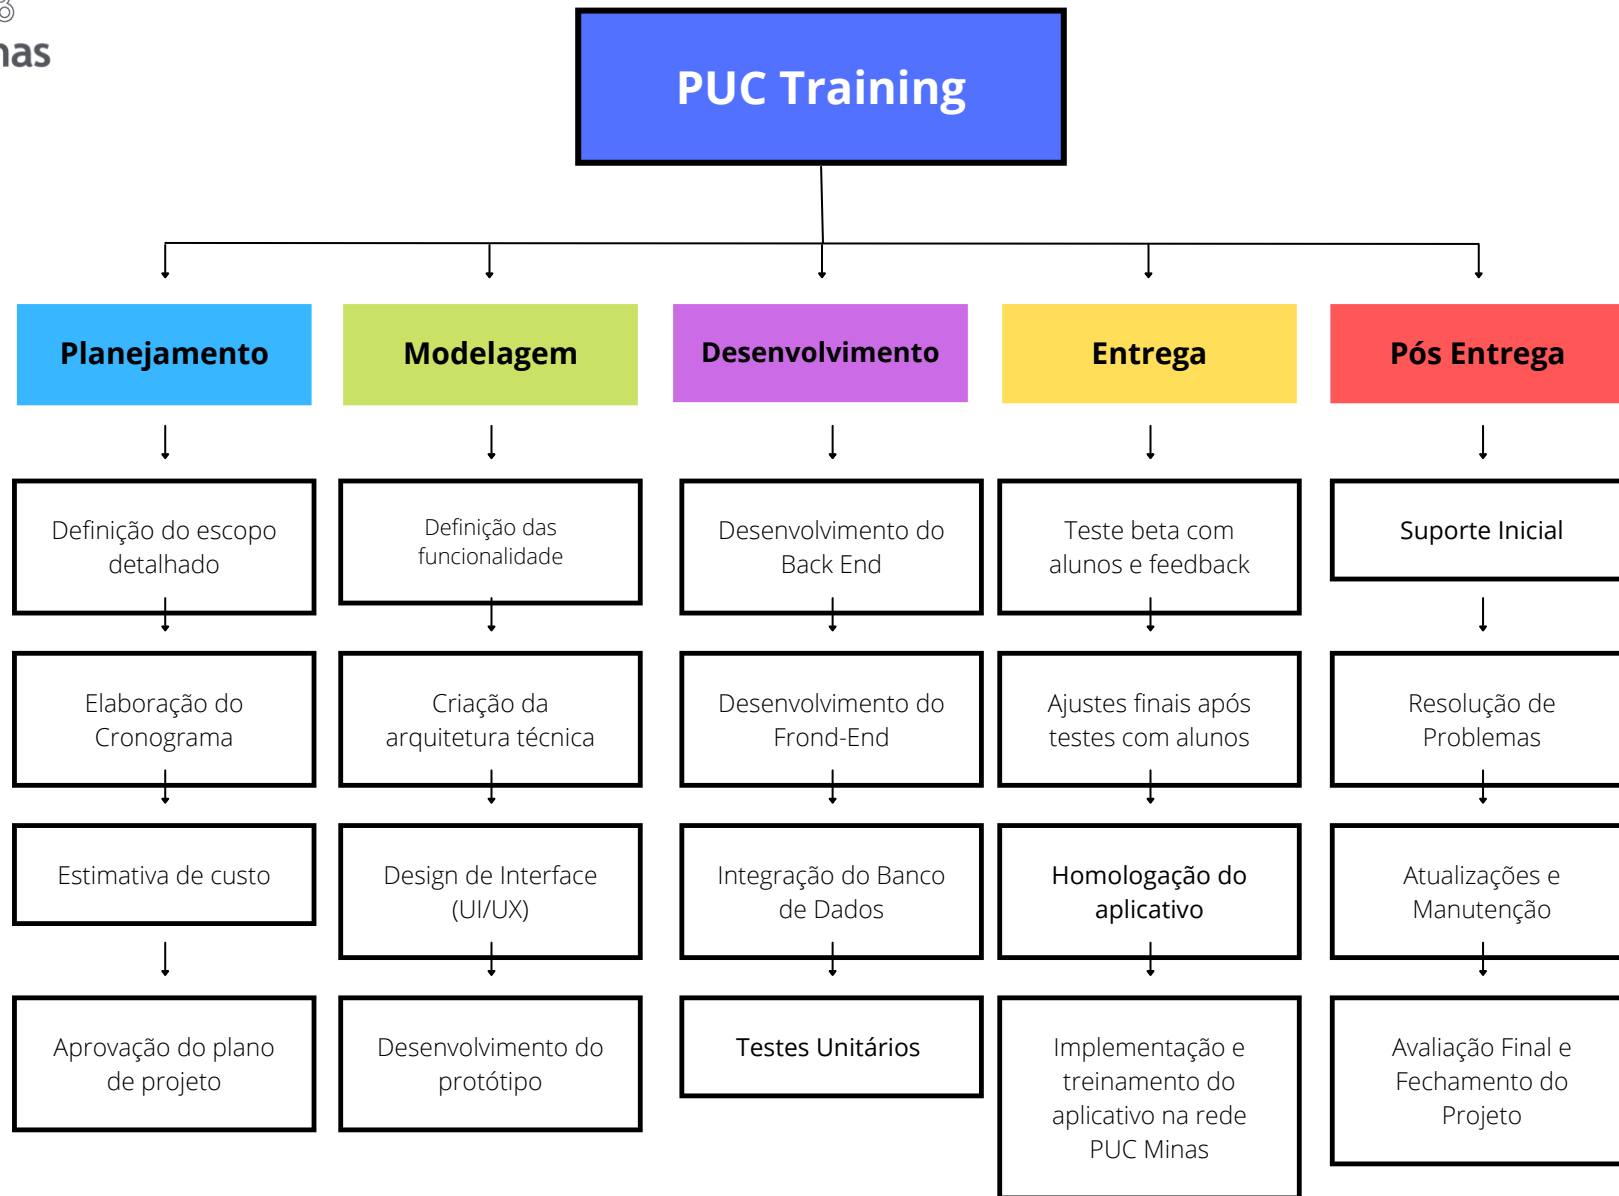 PUC Training
Planejamento
Modelagem
Desenvolvimento
Entrega
Pós Entrega
Definição do escopo
detalhado
Elaboração do
Cronograma
Estimativa de custo
Aprovação do plano
de projeto
Definição das
funcionalidade
Criação da
arquitetura técnica
Design de Interface
(UI/UX)
Desenvolvimento do
protótipo
Desenvolvimento do
Back End
Desenvolvimento do
Frond-End
Integração do Banco
de Dados
Testes Unitários
Teste beta com
alunos e feedback
Ajustes finais após
testes com alunos
Homologação do
aplicativo
Implementação e
treinamento do
aplicativo na rede
PUC Minas
Suporte Inicial
Resolução de
Problemas
Atualizações e
Manutenção
Avaliação Final e
Fechamento do
Projeto